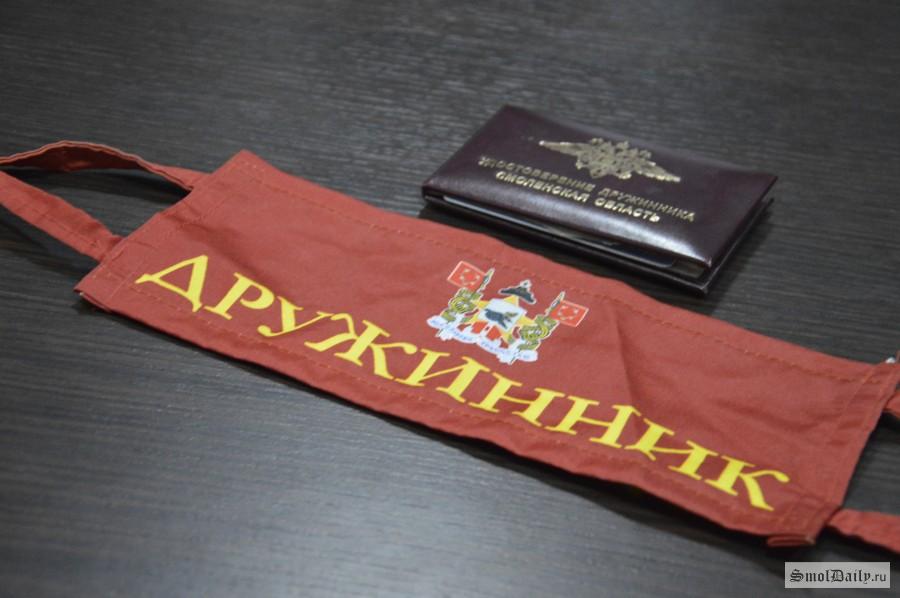 УДОСТОВЕРЕНИЕ ДРУЖИННИКА
СМОЛЕНСКАЯ ОБЛАСТЬ
ДРУЖИННИК
SmolDaily.ru